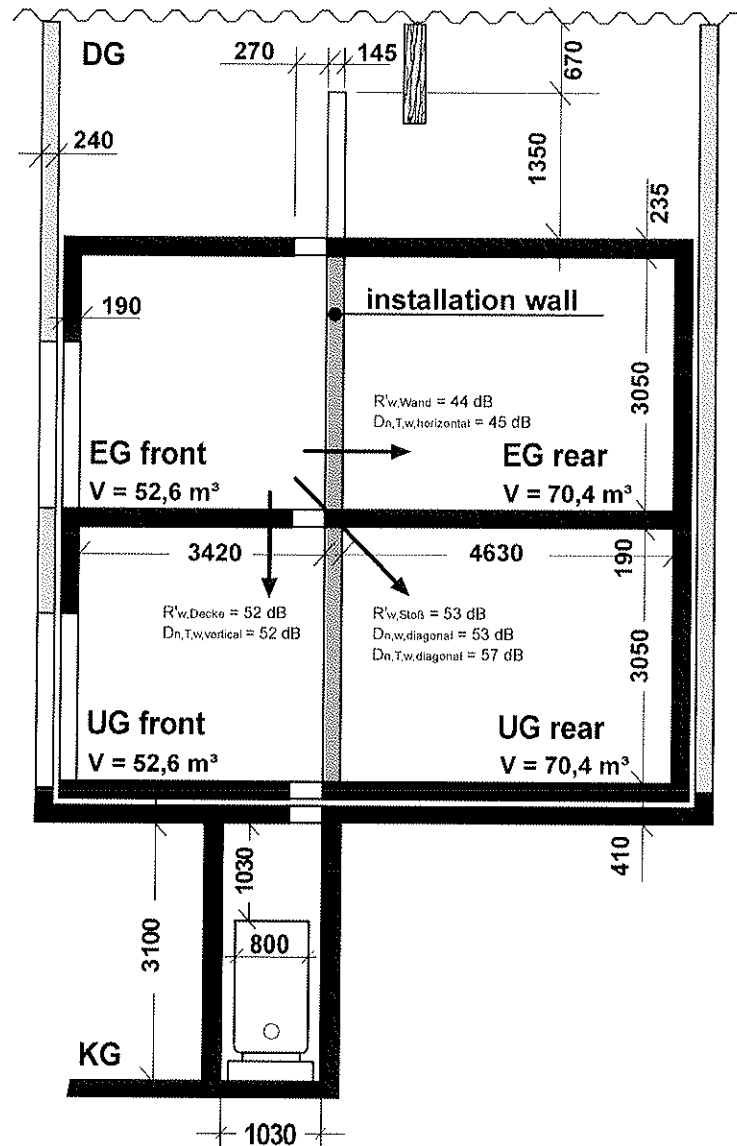 DG
270
145
670
240
1350
235
190
installation wall
R'w,Wand = 44 dB
Dn,T,w,horizontal = 45 dB
3050
EG front
V = 52,6 m³
EG rear
V = 70,4 m³
3420
4630
190
R'w,Decke = 52 dB
Dn,T,w,vertical = 52 dB
R'w,Stoß = 53 dB
Dn,w,diagonal = 53 dB
Dn,T,w,diagonal = 57 dB
3050
UG front
V = 52,6 m³
UG rear
V = 70,4 m³
410
1030
3100
800
KG
1030